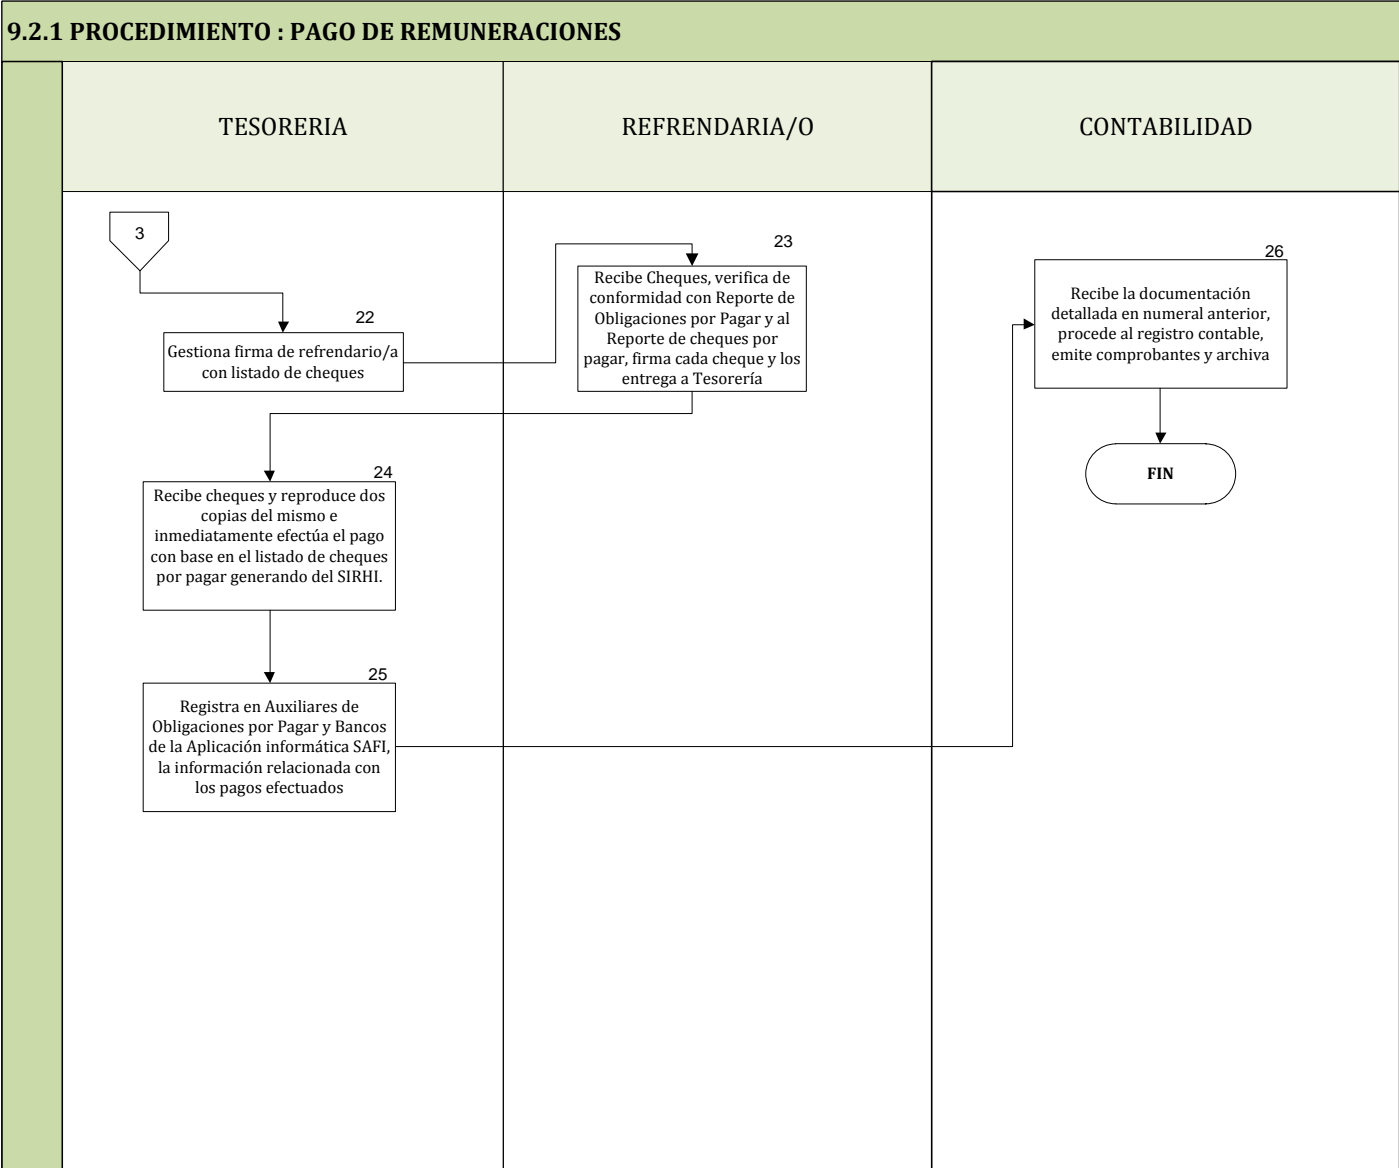 9.2.1 PROCEDIMIENTO : PAGO DE REMUNERACIONES
TESORERIA
REFRENDARIA/O
CONTABILIDAD
3
22
Gestiona firma de refrendario/a
con listado de cheques
23
Recibe Cheques, verifica de
conformidad con Reporte de
Obligaciones por Pagar y al
Reporte de cheques por
pagar, firma cada cheque y los
entrega a Tesorería
24
Recibe cheques y reproduce dos
copias del mismo e
inmediatamente efectúa el pago
con base en el listado de cheques
por pagar generando del SIRHI.
25
Registra en Auxiliares de
Obligaciones por Pagar y Bancos
de la Aplicación informática SAFI,
la información relacionada con
los pagos efectuados
26
Recibe la documentación
detallada en numeral anterior,
procede al registro contable,
emite comprobantes y archiva
FIN